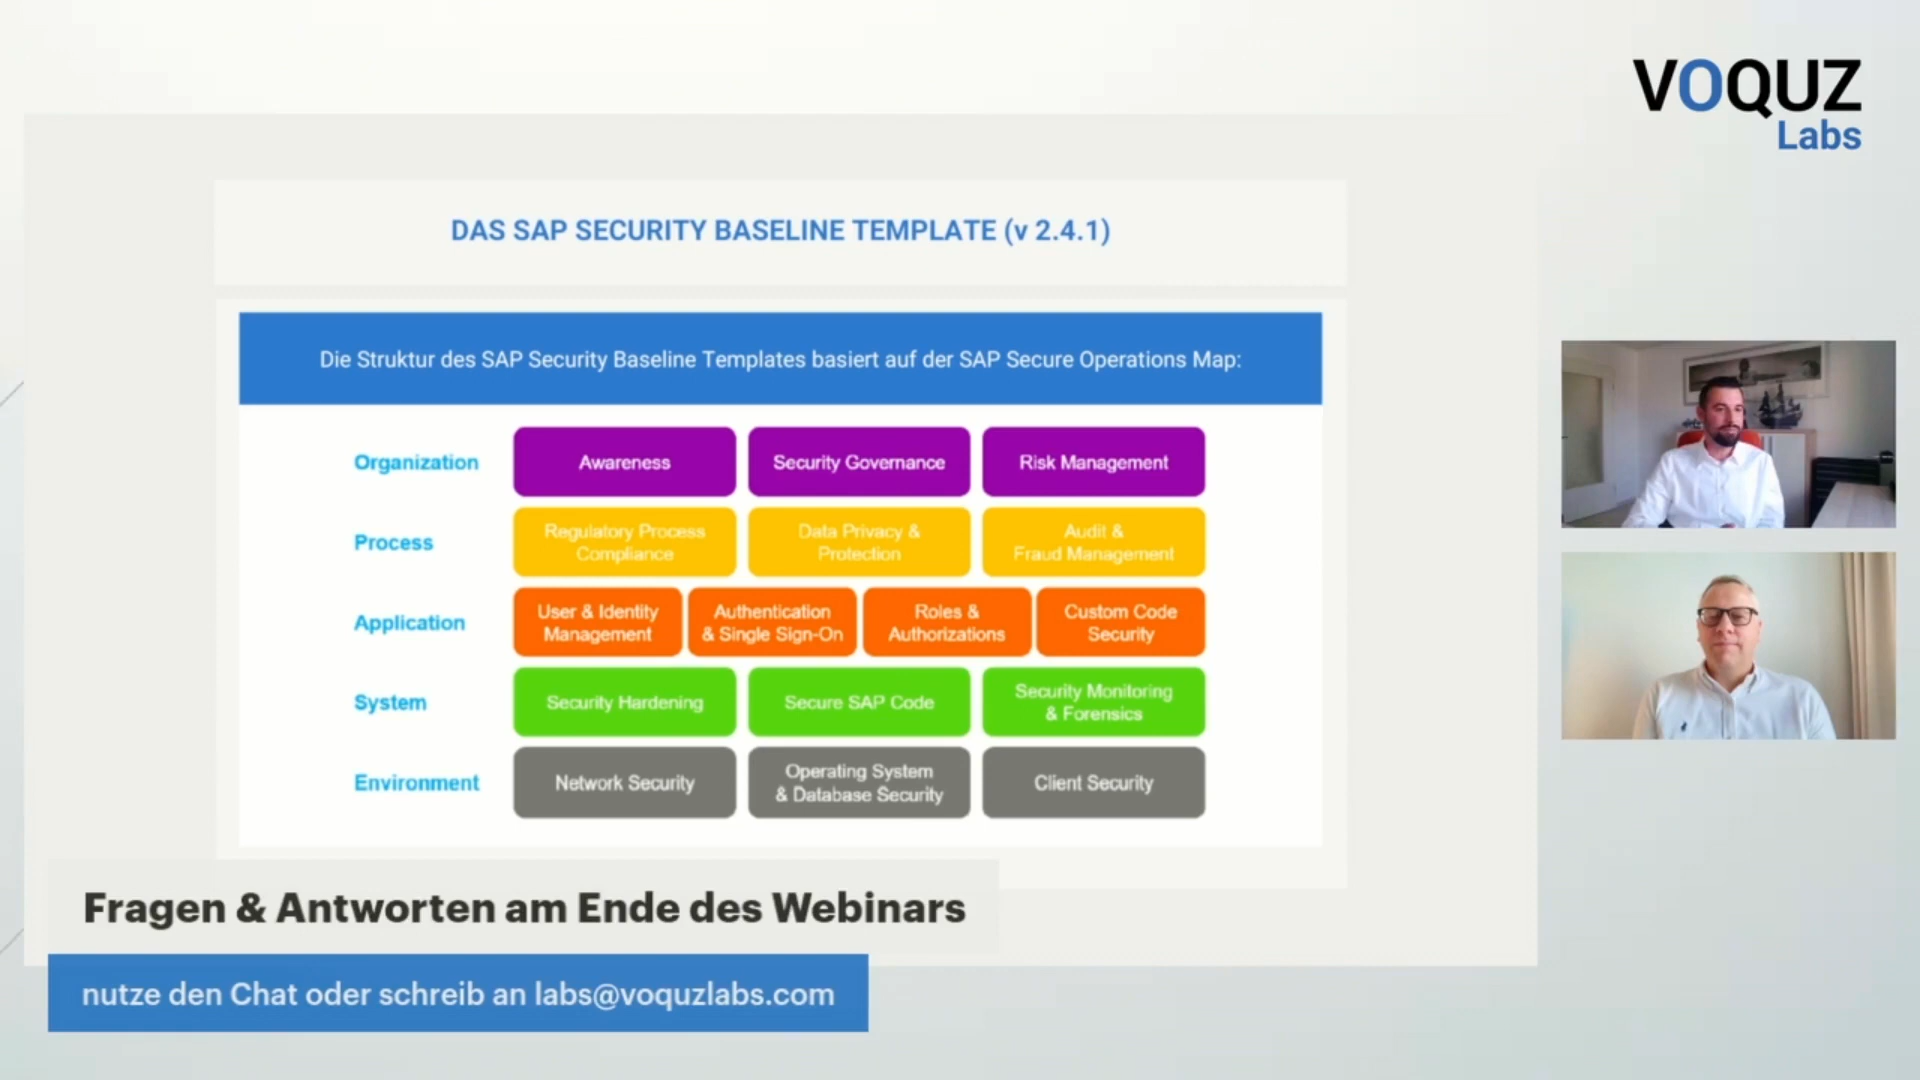 VOQUZ
Labs
DAS SAP SECURITY BASELINE TEMPLATE (v 2.4.1)
Die Struktur des SAP Security Baseline Templates basiert auf der SAP Secure Operations Map:
Organization
Awareness
Security Governance
Risk Management
Process
Regulatory Process
Compliance
Data Privacy &
Protection
Audit &
Fraud Management
Application
User & Identity
Management
Authentication
& Single Sign-On
Roles &
Authorizations
Custom Code
Security
System
Security Hardening
Secure SAP Code
Security Monitoring
& Forensics
Environment
Network Security
Operating System
& Database Security
Client Security
Fragen & Antworten am Ende des Webinars
nutze den Chat oder schreib an labs@voquzlabs.com